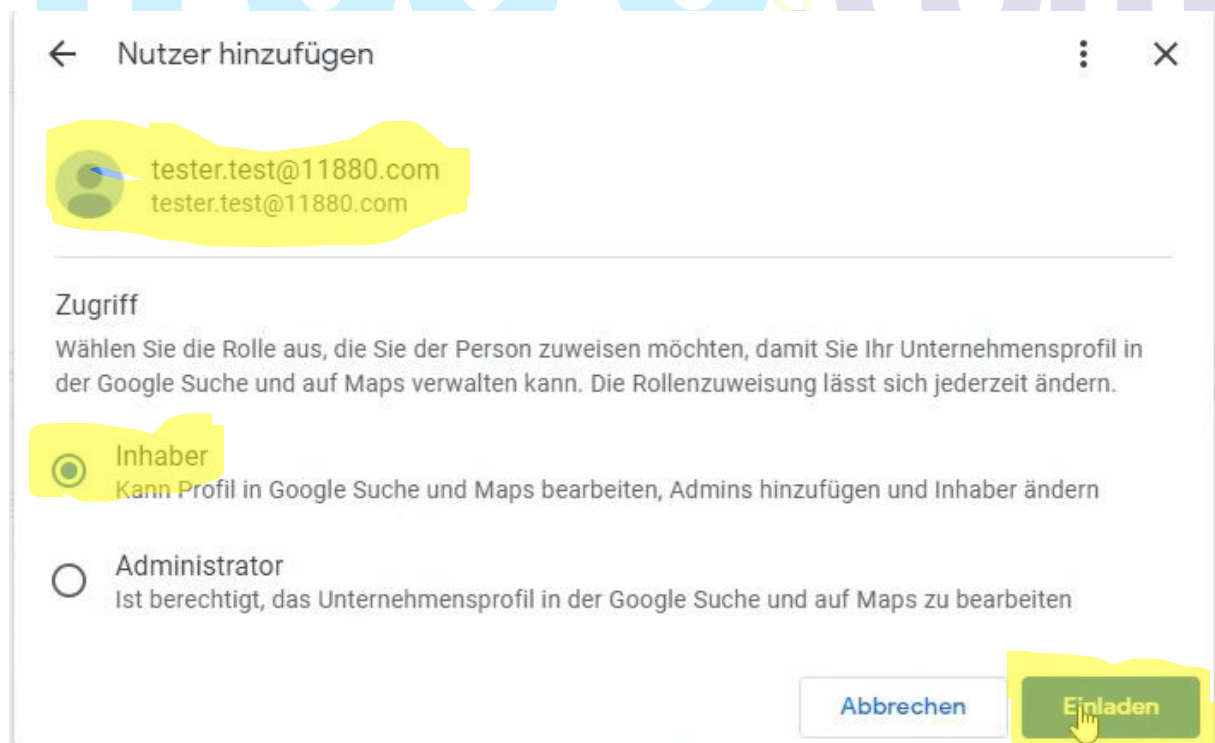 Nutzer hinzufügen
tester.test@11880.com
tester.test@11880.com
Zugriff
Wählen Sie die Rolle aus, die Sie der Person zuweisen möchten, damit Sie Ihr Unternehmensprofil in
der Google Suche und auf Maps verwalten kann. Die Rollenzuweisung lässt sich jederzeit ändern.
Inhaber
Kann Profil in Google Suche und Maps bearbeiten, Admins hinzufügen und Inhaber ändern
Administrator
Ist berechtigt, das Unternehmensprofil in der Google Suche und auf Maps zu bearbeiten
Abbrechen
Einladen